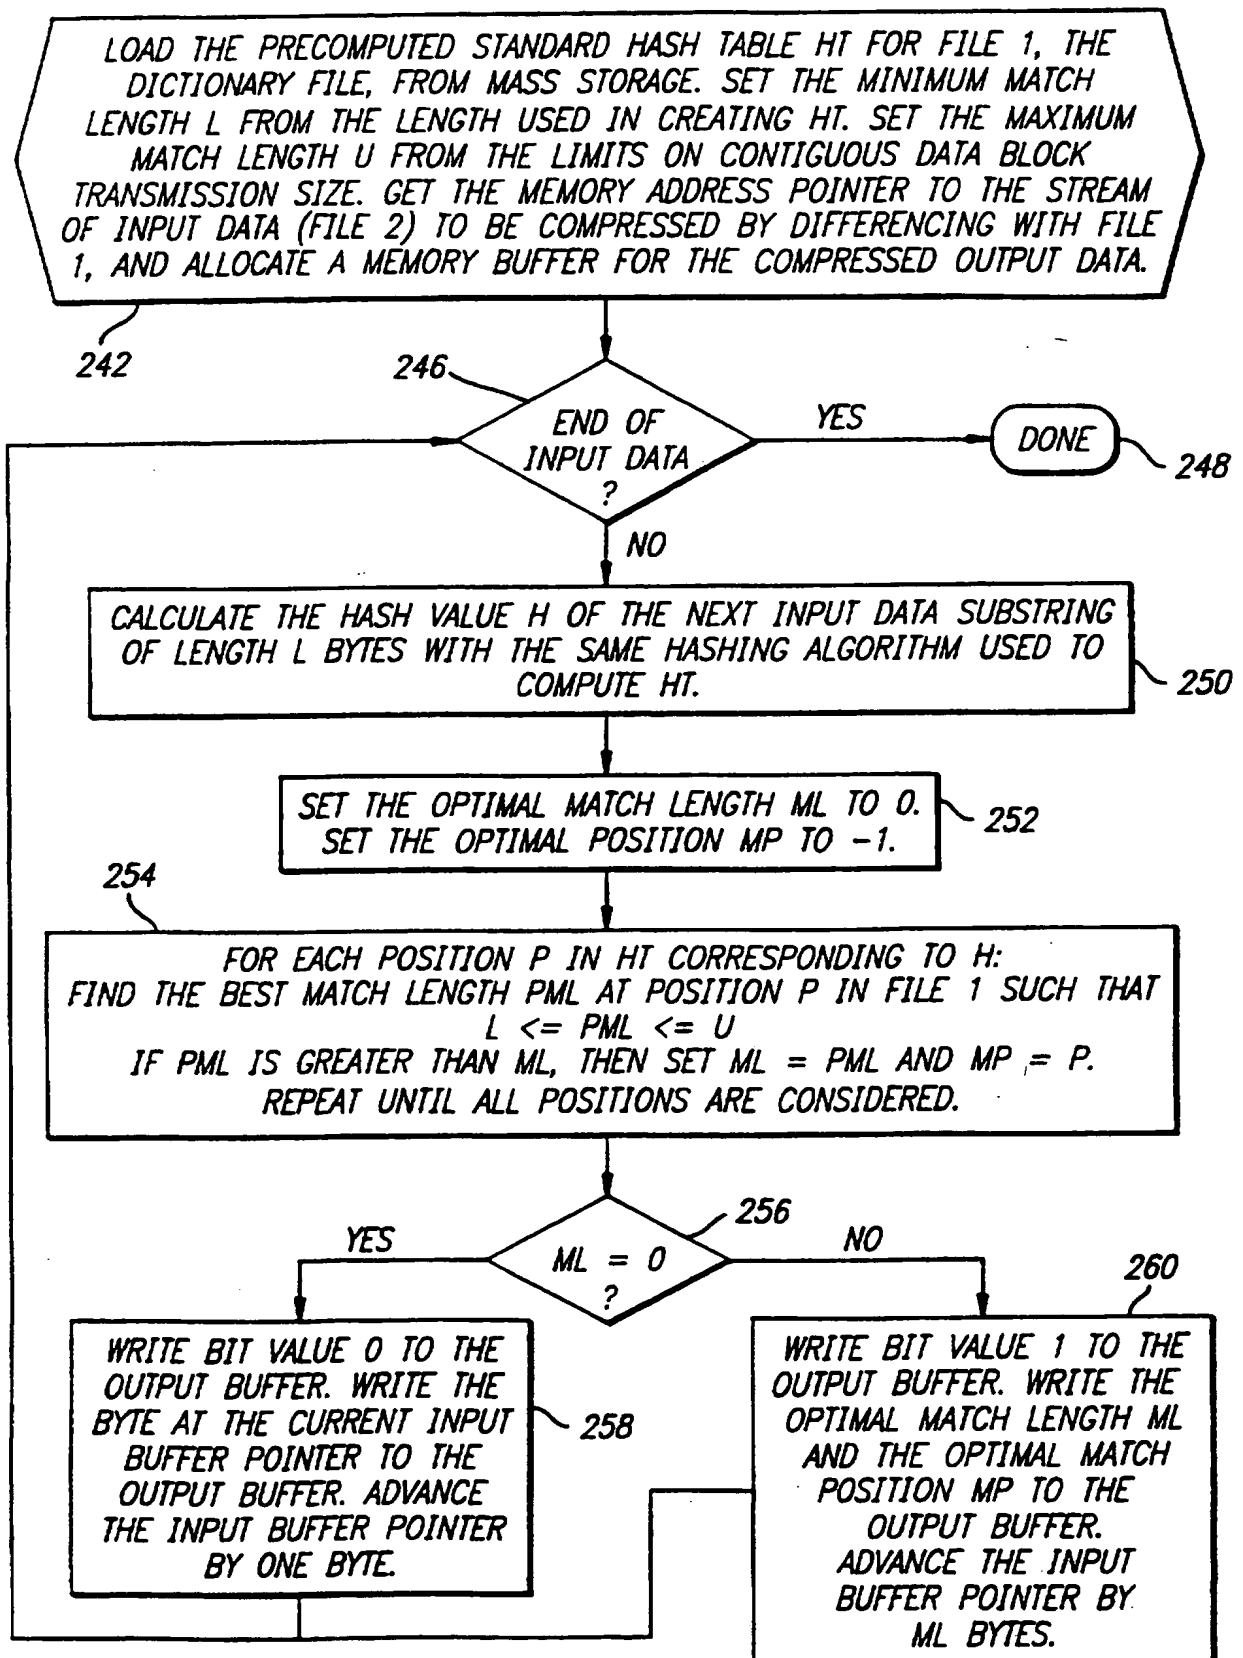 LOAD THE PRECOMPUTED STANDARD HASH TABLE HT FOR FILE 1, THE
DICTIONARY FILE, FROM MASS STORAGE. SET THE MINIMUM MATCH
LENGTH L FROM THE LENGTH USED IN CREATING HT. SET THE MAXIMUM
MATCH LENGTH U FROM THE LIMITS ON CONTIGUOUS DATA BLOCK
TRANSMISSION SIZE. GET THE MEMORY ADDRESS POINTER TO THE STREAM
OF INPUT DATA (FILE 2) TO BE COMPRESSED BY DIFFERENCING WITH FILE
1, AND ALLOCATE A MEMORY BUFFER FOR THE COMPRESSED OUTPUT DATA.
242
246
END OF
INPUT DATA
?
YES
DONE
248
NO
CALCULATE THE HASH VALUE H OF THE NEXT INPUT DATA SUBSTRING
OF LENGTH L BYTES WITH THE SAME HASHING ALGORITHM USED TO
COMPUTE HT.
250
SET THE OPTIMAL MATCH LENGTH ML TO 0.
SET THE OPTIMAL POSITION MP TO -1.
252
254
FOR EACH POSITION P IN HT CORRESPONDING TO H:
FIND THE BEST MATCH LENGTH PML AT POSITION P IN FILE 1 SUCH THAT
L <= PML <= U
IF PML IS GREATER THAN ML, THEN SET ML = PML AND MP = P.
REPEAT UNTIL ALL POSITIONS ARE CONSIDERED.
256
YES
ML = 0
?
NO
260
WRITE BIT VALUE 0 TO THE
OUTPUT BUFFER. WRITE THE
BYTE AT THE CURRENT INPUT
BUFFER POINTER TO THE
OUTPUT BUFFER. ADVANCE
THE INPUT BUFFER POINTER
BY ONE BYTE.
258
WRITE BIT VALUE 1 TO THE
OUTPUT BUFFER. WRITE THE
OPTIMAL MATCH LENGTH ML
AND THE OPTIMAL MATCH
POSITION MP TO THE
OUTPUT BUFFER.
ADVANCE THE INPUT
BUFFER POINTER BY
ML BYTES.